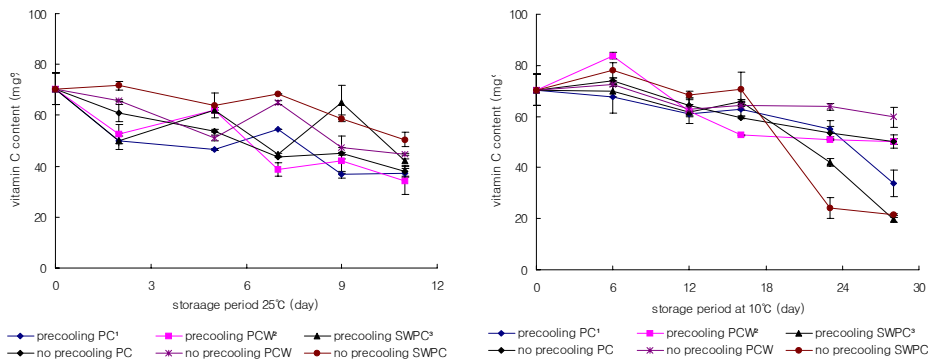 100
80
60
40
20
0
vitamin C content (mg%
0 3 6 9 12
storaage period 25℃ (day)
precooling PC¹ precooling PCW² precooling SWPC³
no precooling PC no precooling PCW no precooling SWPC
100
80
60
40
20
0
vitamin C content (mg
0 6 12 18 24 30
storage period at 10℃ (day)
precooling PC¹ precooling PCW² precooling SWPC³
no precooling PC no precooling PCW no precooling SWPC